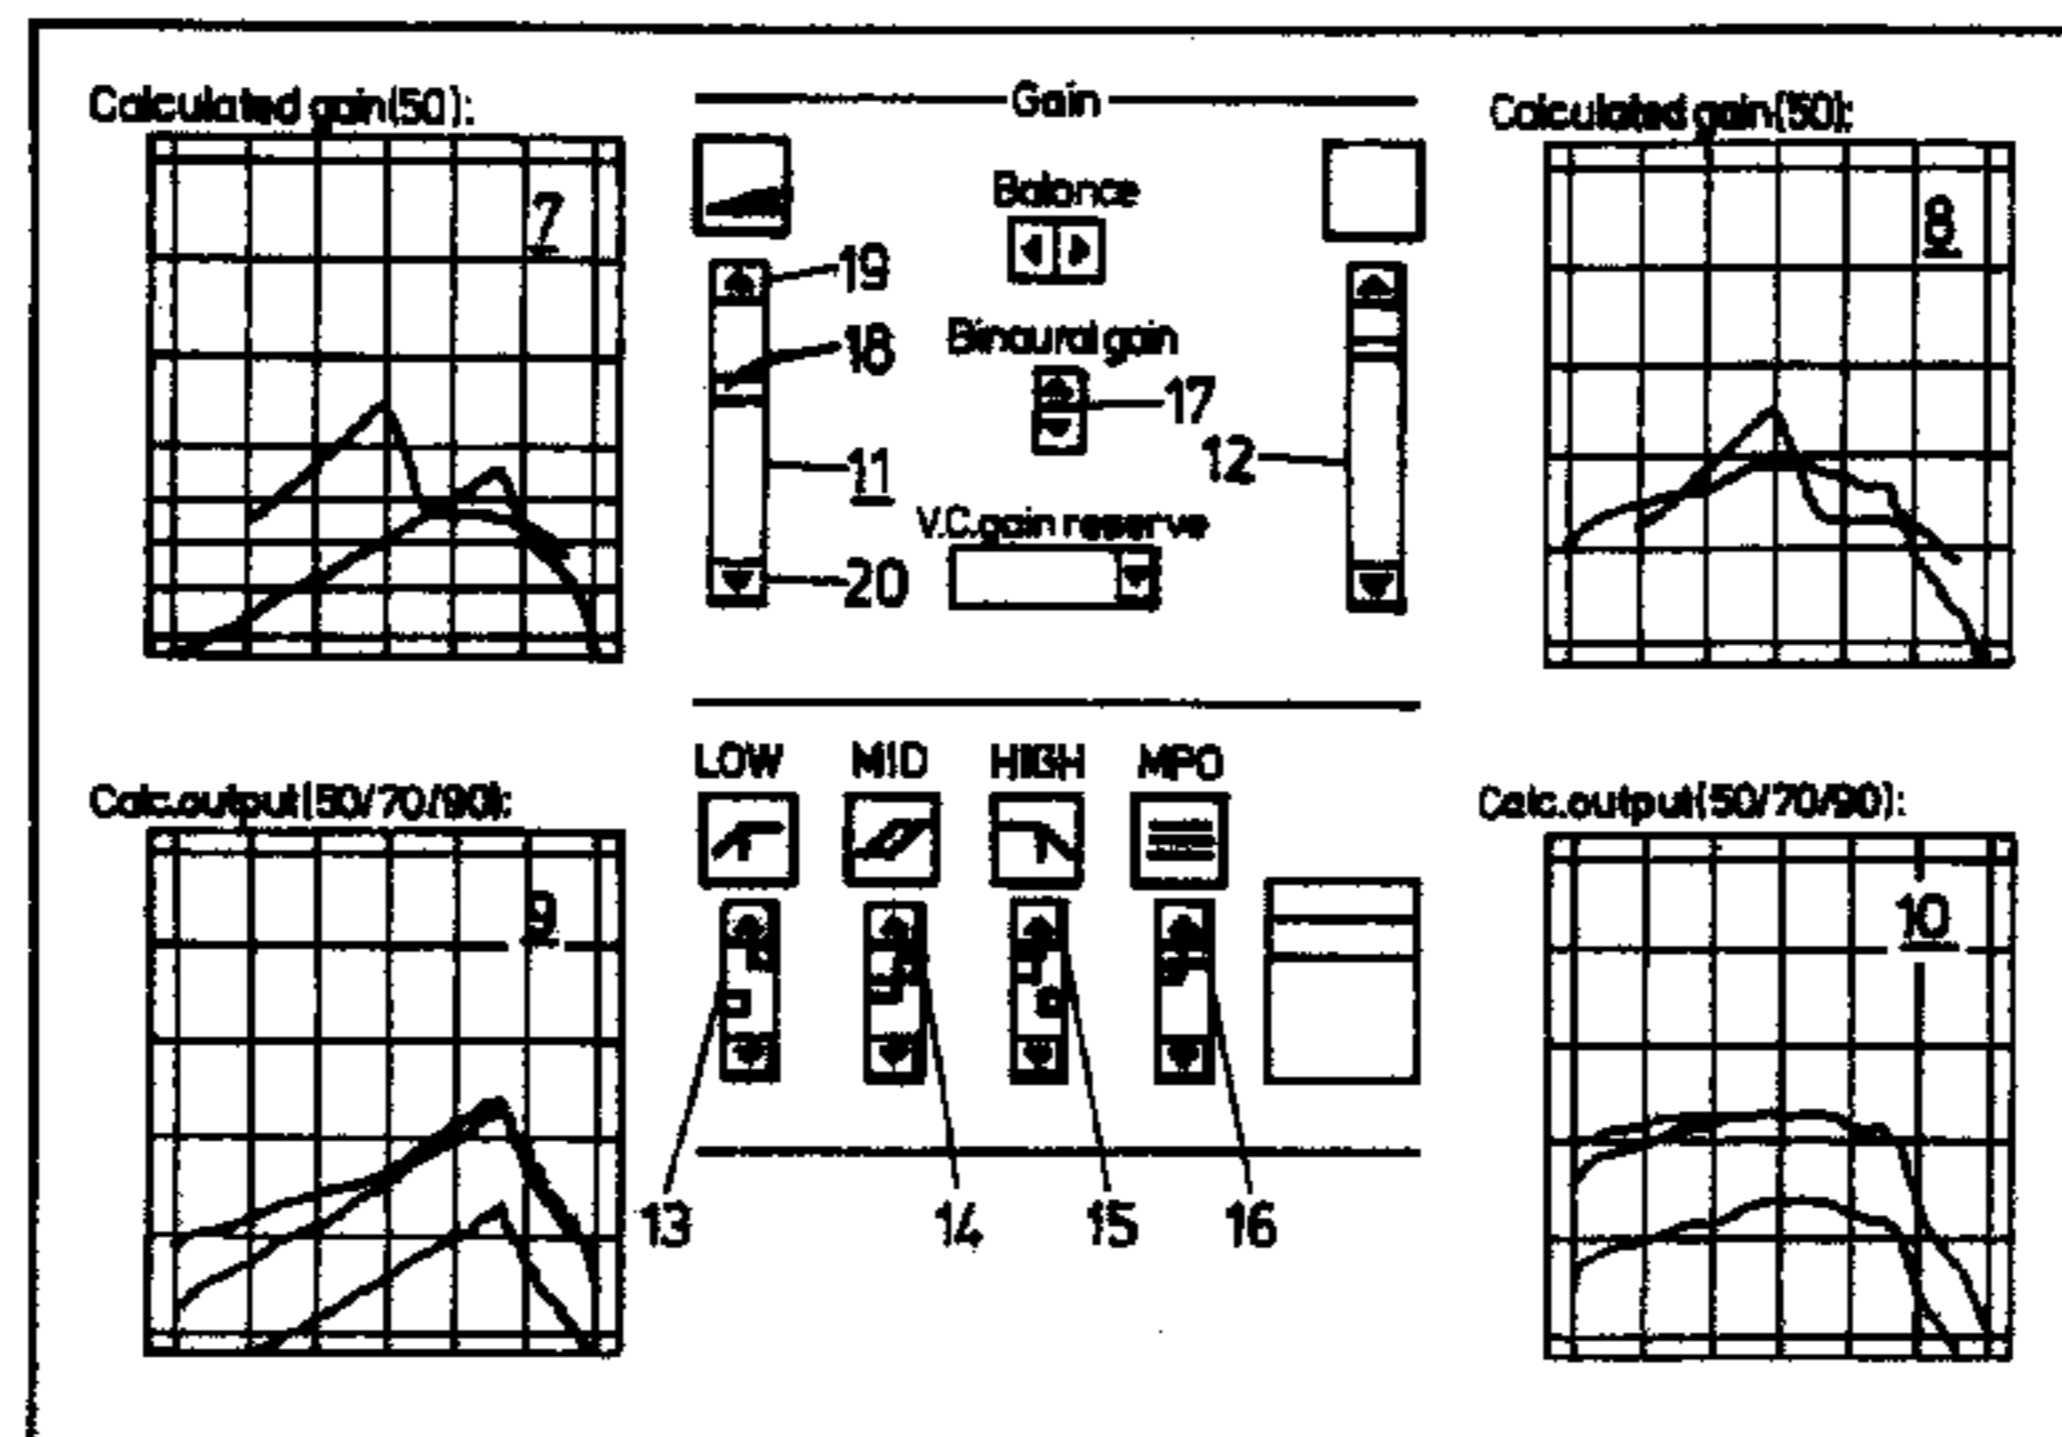 Calculated gain(50):
Gain
Calculated gain(50):
7
Balance
8
19
18
Binaural gain
17
12
11
V.C.gain reserve
20
LOW MID HIGH MPO
Calc.output(50/70/90):
Calc.output(50/70/90):
9
10
13 14 15 16